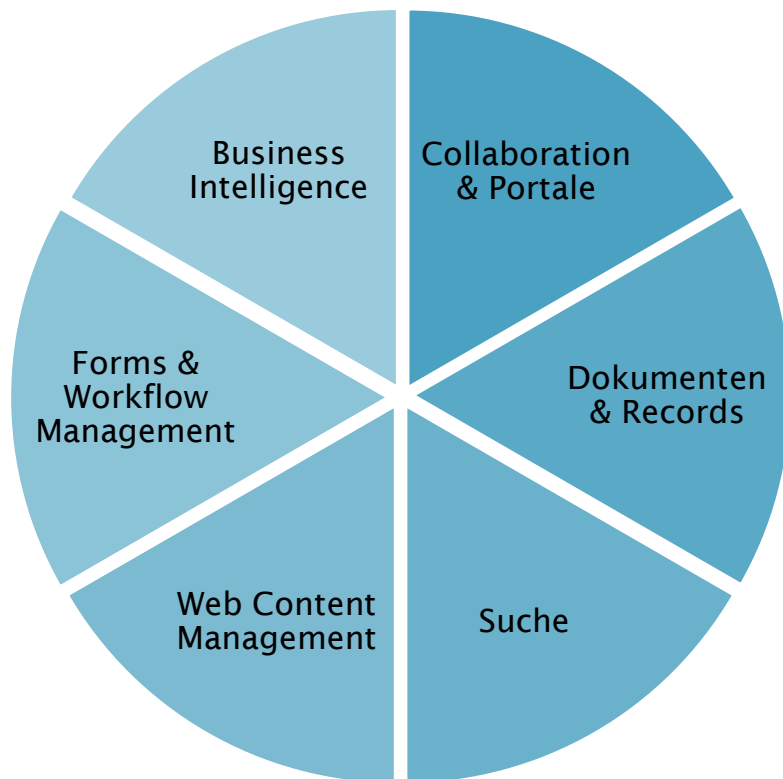 Business
Intelligence
Collaboration
& Portale
Forms &
Workflow
Management
Dokumenten
& Records
Web Content
Management
Suche